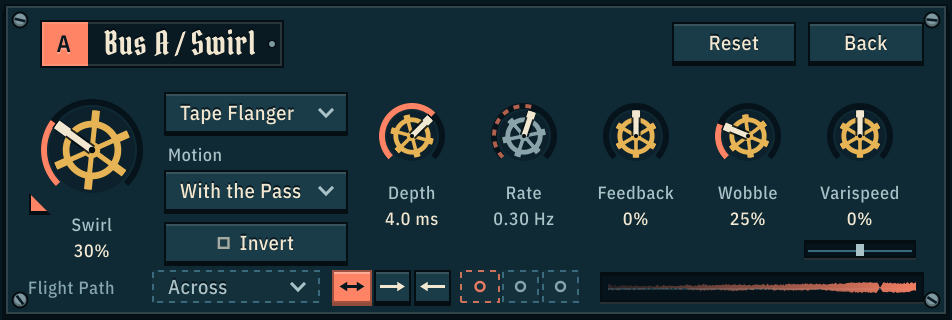 A Bus A / Swirl
Reset Back
Tape Flanger
Motion
With the Pass
Invert
Swirl
30%
Depth Rate Feedback Wobble Varispeed
4.0 ms 0.30 Hz 0% 25% 0%
Flight Path Across